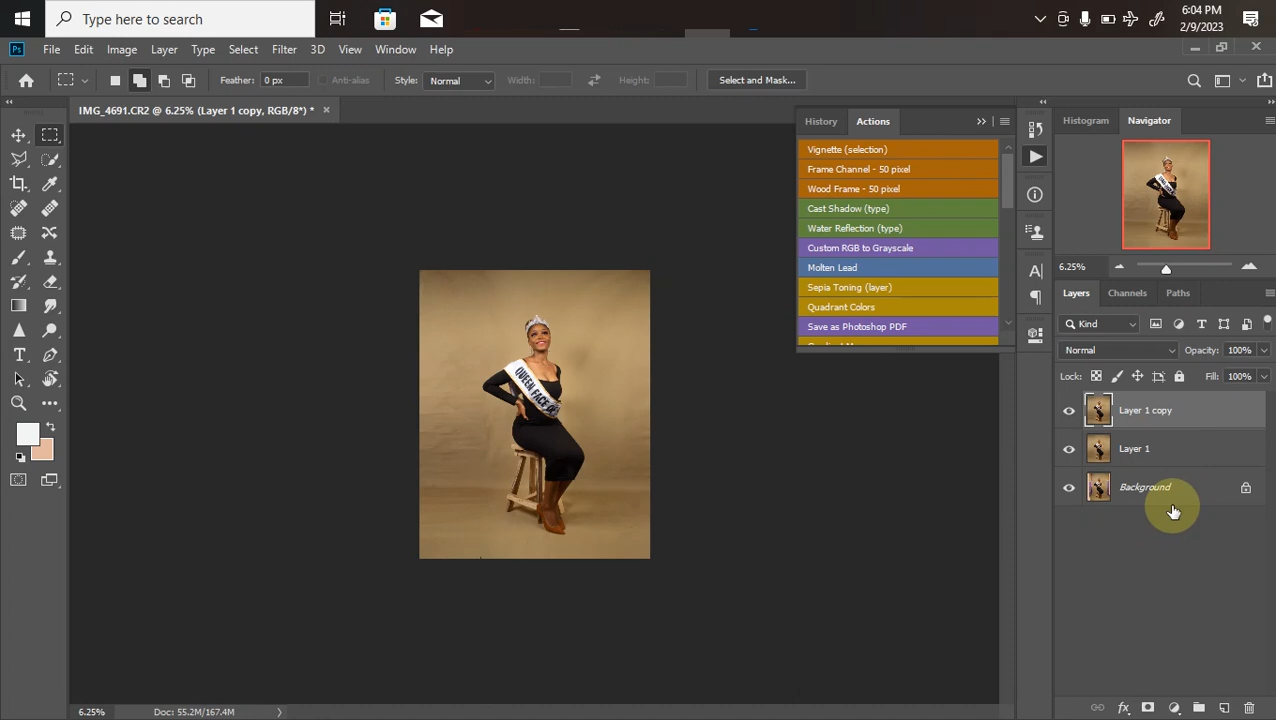 Type here to search
6:04 PM
2/9/2023
Ps
File Edit Image Layer Type Select Filter 3D View Window Help
Feather: 0 px Anti-alias Style: Normal Width: Height: Select and Mask...
IMG_4691.CR2 @ 6.25% (Layer 1 copy, RGB/8*) *
History Actions
Histogram Navigator
Vignette (selection)
Frame Channel - 50 pixel
Wood Frame - 50 pixel
Cast Shadow (type)
Water Reflection (type)
Custom RGB to Grayscale
Molten Lead
Sepia Toning (layer)
Quadrant Colors
Save as Photoshop PDF
6.25%
Layers Channels Paths
Kind
Normal Opacity: 100%
Lock: Fill: 100%
Layer 1 copy
Layer 1
Background
QUEEN FACE
6.25% Doc: 55.2M/167.4M